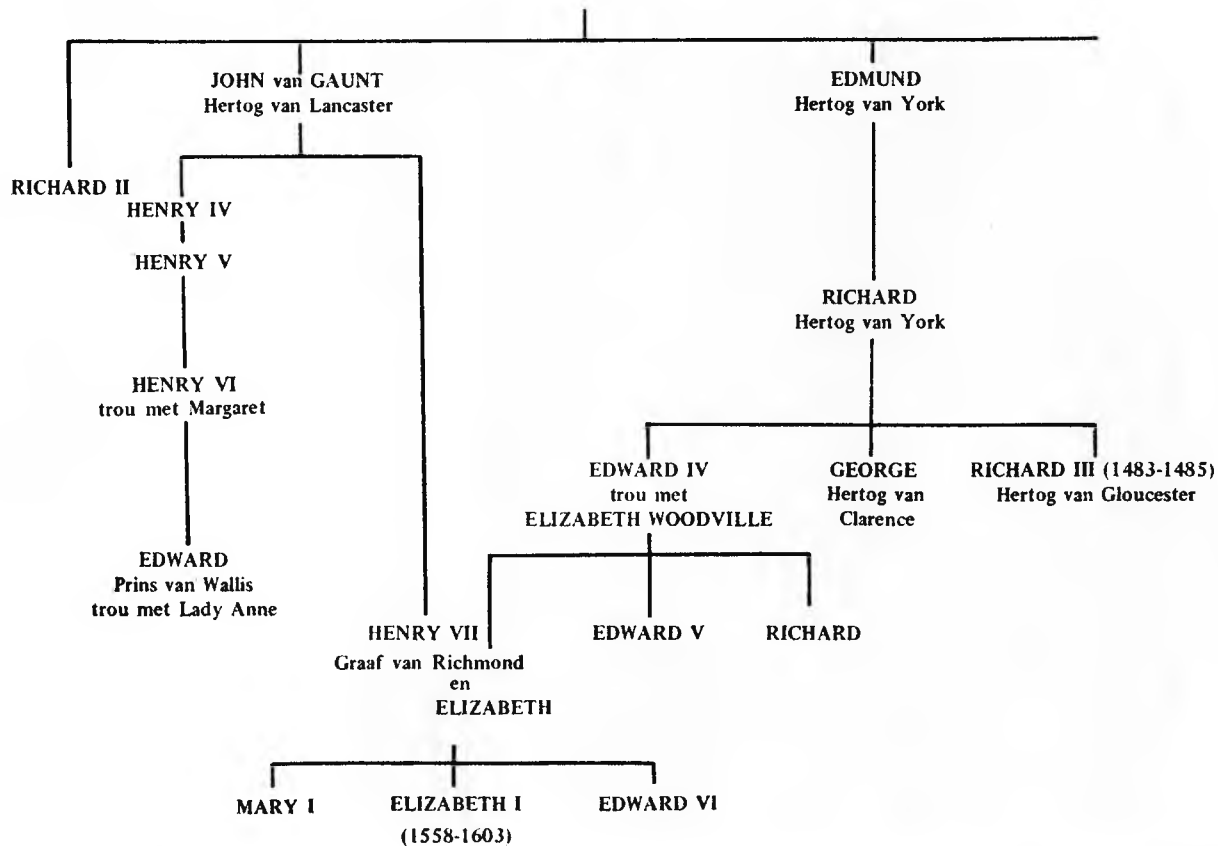 JOHN van GAUNT
Hertog van Lancaster
EDMUND
Hertog van York
RICHARD II
HENRY IV
HENRY V
RICHARD
Hertog van York
HENRY VI
trou met Margaret
EDWARD IV
trou met
ELIZABETH WOODVILLE
GEORGE
Hertog van
Clarence
RICHARD III (1483-1485)
Hertog van Gloucester
EDWARD
Prins van Wallis
trou met Lady Anne
HENRY VII
Graaf van Richmond
en
ELIZABETH
EDWARD V
RICHARD
MARY I
ELIZABETH I
(1558-1603)
EDWARD VI